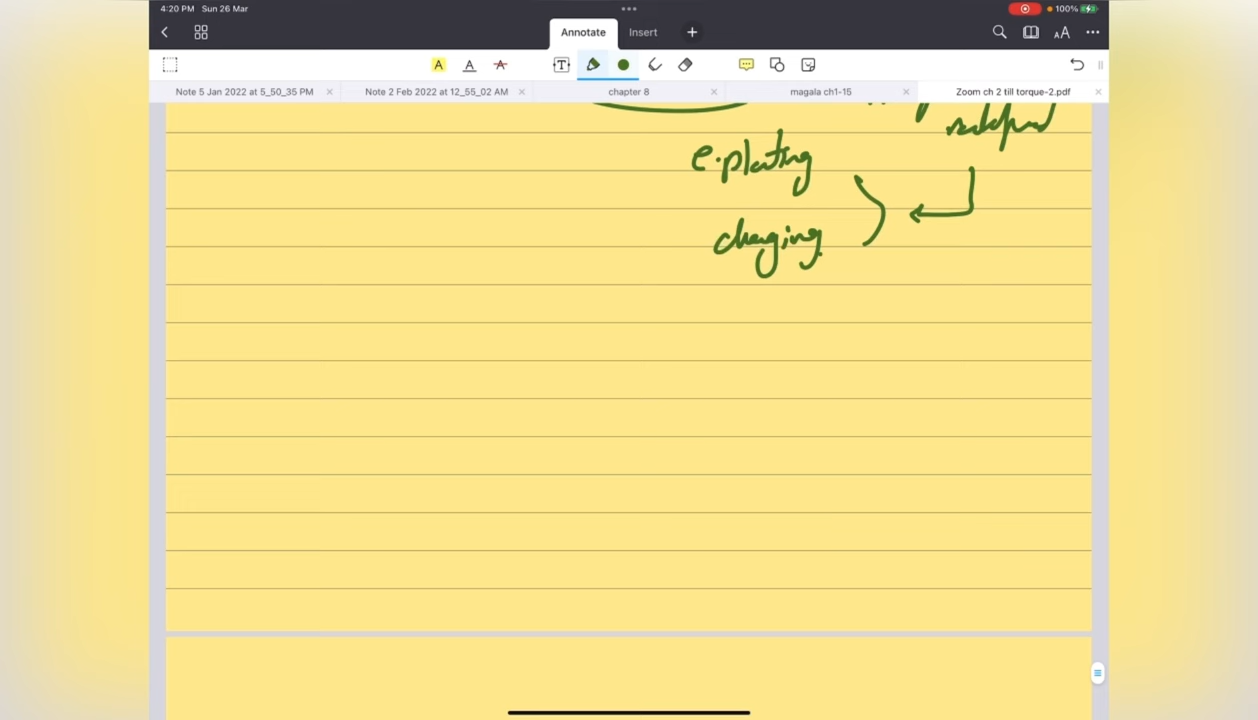 4:20 PM Sun 26 Mar
100%
Annotate
Insert
A A A
T
AA
Note 5 Jan 2022 at 5_50_35 PM
Note 2 Feb 2022 at 12_55_02 AM
chapter 8
magala ch1-15
Zoom ch 2 till torque-2.pdf
e.plating
charging